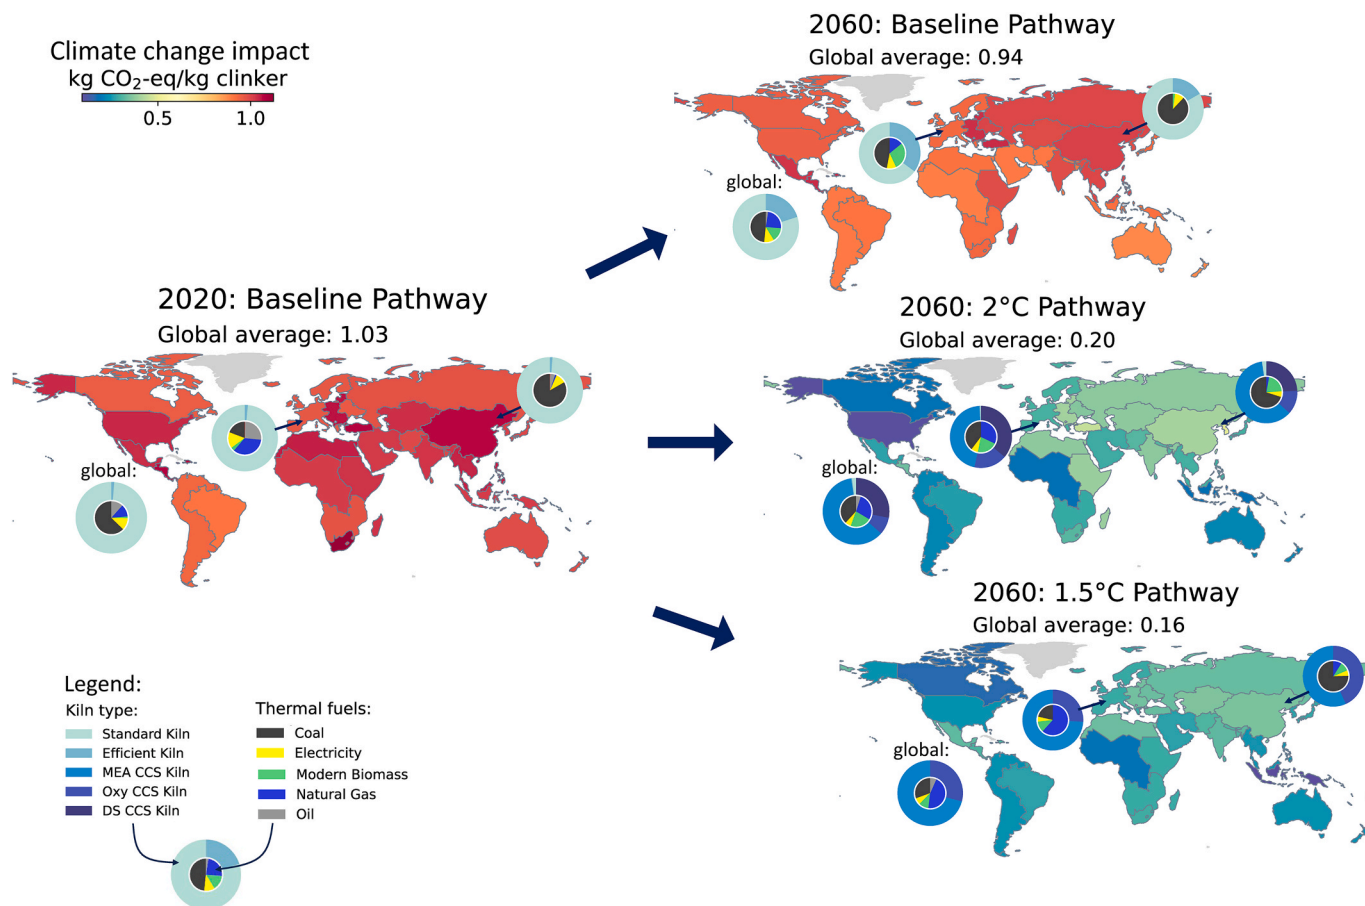 Climate change impact
kg CO₂-eq/kg clinker
0.5 1.0
2060: Baseline Pathway
Global average: 0.94
global:
2020: Baseline Pathway
Global average: 1.03
global:
2060: 2°C Pathway
Global average: 0.20
global:
2060: 1.5°C Pathway
Global average: 0.16
global:
Legend:
Kiln type:
Standard Kiln
Efficient Kiln
MEA CCS Kiln
Oxy CCS Kiln
DS CCS Kiln
Thermal fuels:
Coal
Electricity
Modern Biomass
Natural Gas
Oil